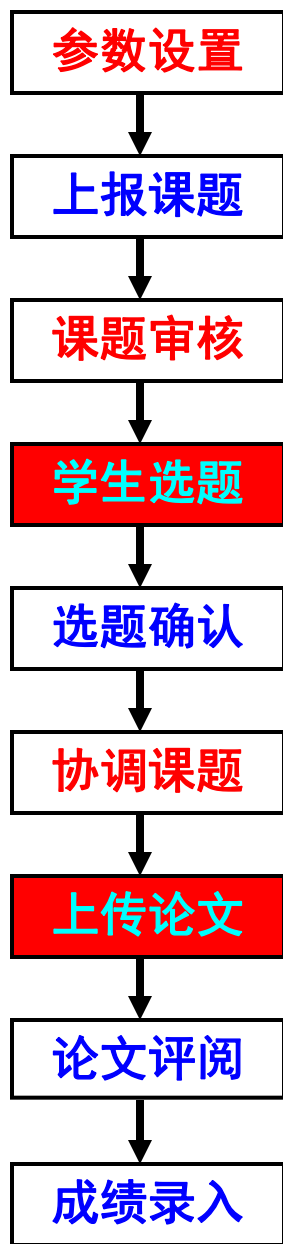 参数设置
上报课题
课题审核
学生选题
选题确认
协调课题
上传论文
论文评阅
成绩录入